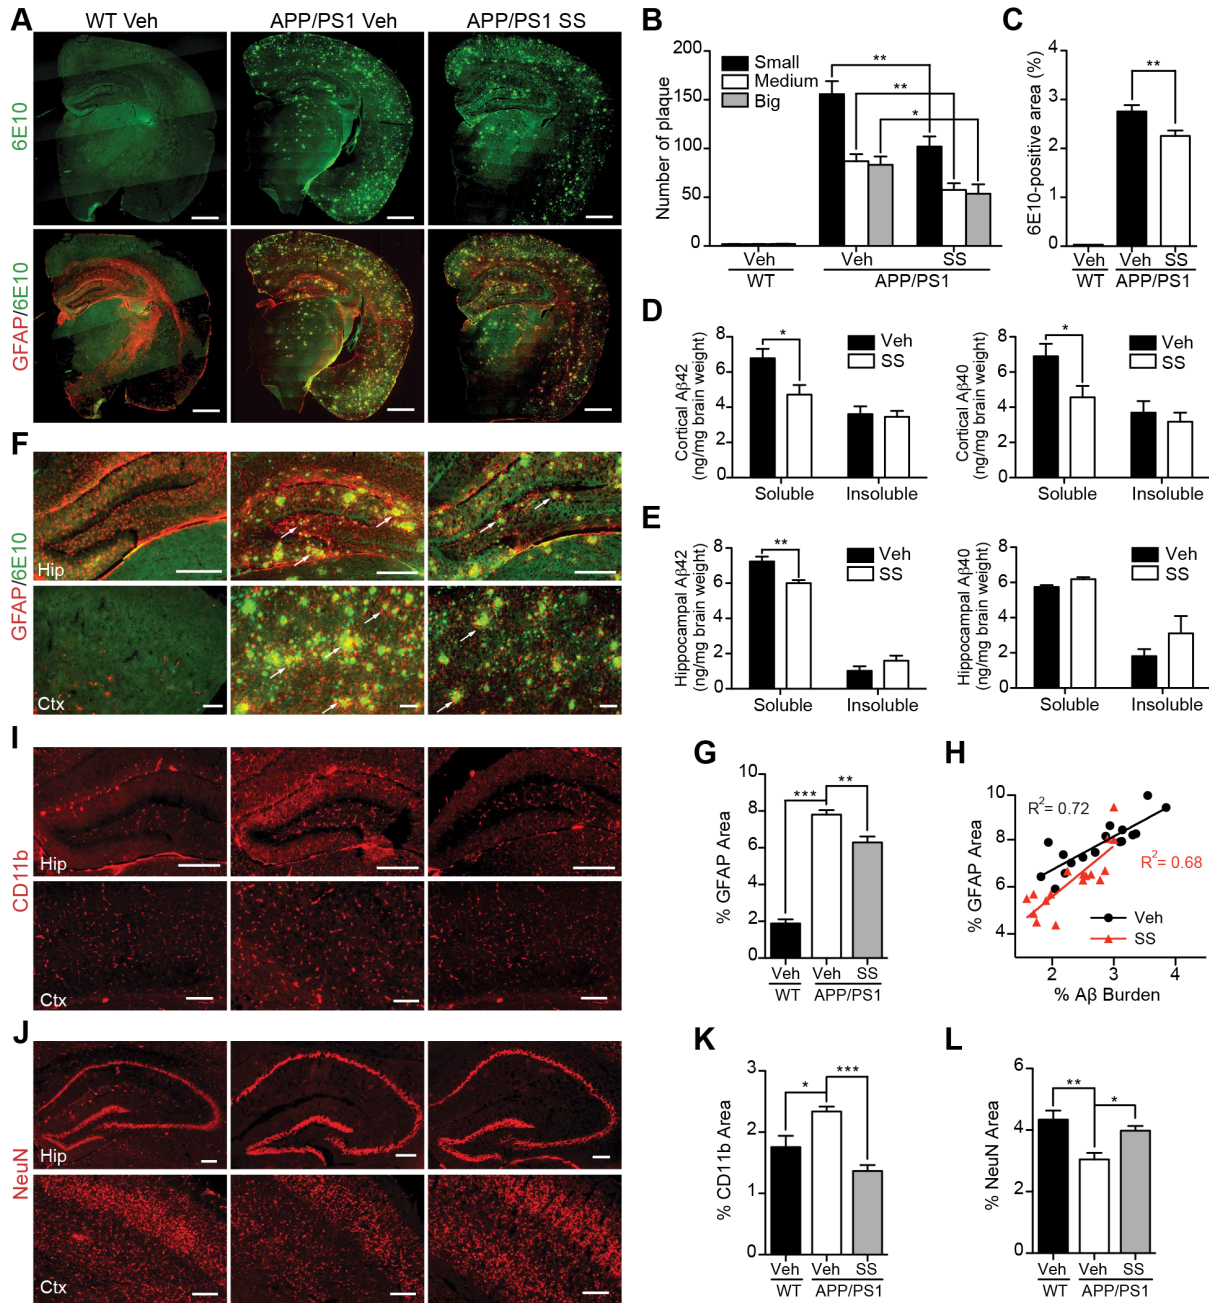 A
WT Veh
APP/PS1 Veh
APP/PS1 SS
6E10
GFAP/6E10
B
Number of plaque
200
150
100
50
0
Small
Medium
Big
**
**
*
Veh
Veh
SS
WT
APP/PS1
C
6E10-positive area (%)
4
3
2
1
0
**
Veh
Veh
SS
WT
APP/PS1
D
Cortical Aβ42
(ng/mg brain weight)
8
6
4
2
0
*
Veh
SS
Soluble
Insoluble
Cortical Aβ40
(ng/mg brain weight)
8
6
4
2
0
*
Veh
SS
Soluble
Insoluble
E
Hippocampal Aβ42
(ng/mg brain weight)
8
6
4
2
0
**
Veh
SS
Soluble
Insoluble
Hippocampal Aβ40
(ng/mg brain weight)
8
6
4
2
0
Veh
SS
Soluble
Insoluble
F
GFAP/6E10
Hip
Ctx
G
% GFAP Area
10
8
6
4
2
0
***
**
Veh
Veh
SS
WT
APP/PS1
H
% GFAP Area
10
8
6
4
R²= 0.72
R²= 0.68
Veh
SS
2
3
4
% Aβ Burden
I
CD11b
Hip
Ctx
J
NeuN
Hip
Ctx
K
% CD11b Area
3
2
1
0
*
***
Veh
Veh
SS
WT
APP/PS1
L
% NeuN Area
6
4
2
0
**
*
Veh
Veh
SS
WT
APP/PS1